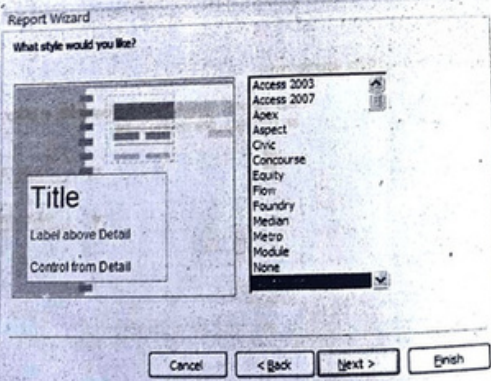 Report Wizard
What style would you like?
Title
Label above Detail
Control from Detail
Access 2003
Access 2007
Apex
Aspect
Civic
Concourse
Equity
Flow
Foundry
Median
Metro
Module
None
Cancel
< Back
Next >
Finish